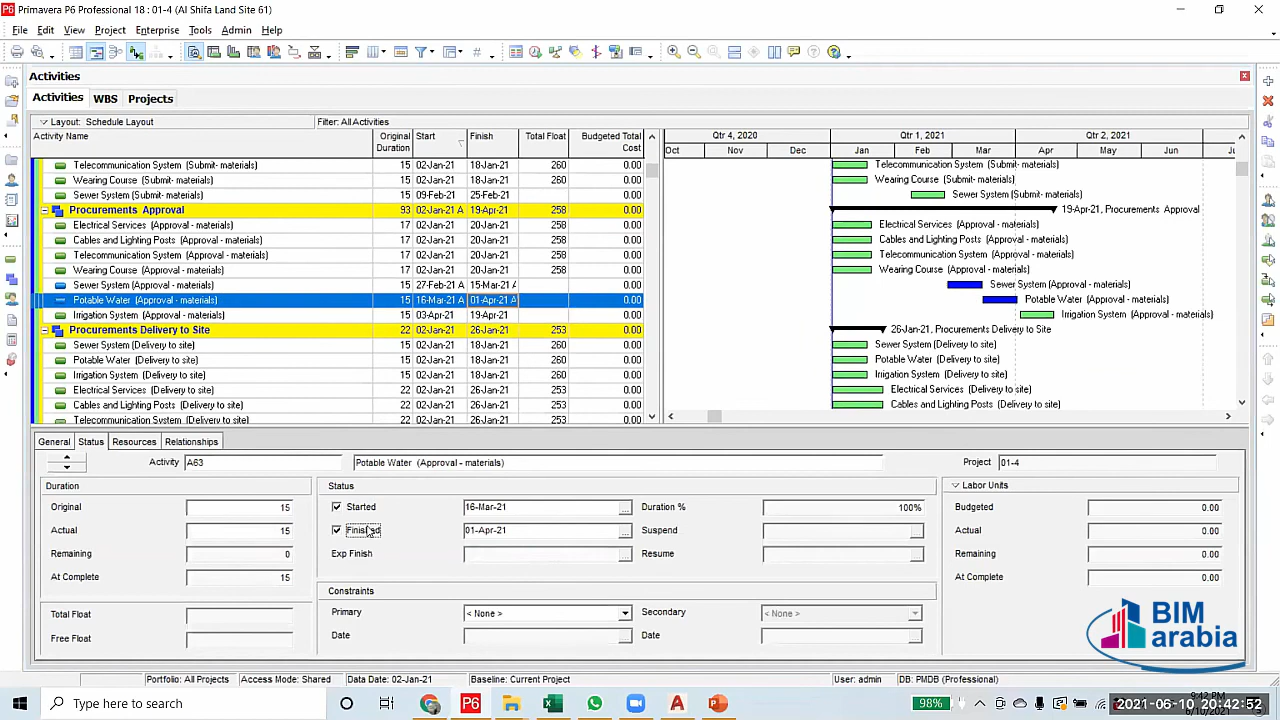 Primavera P6 Professional 18 : 01-4 (Al Shifa Land Site 61)
File Edit View Project Enterprise Tools Admin Help
Activities
Activities WBS Projects
Layout: Schedule Layout Filter: All Activities
Activity Name Original Duration Start Finish Total Float Budgeted Total Cost
Qtr 4, 2020 Qtr 1, 2021 Qtr 2, 2021
Oct Nov Dec Jan Feb Mar Apr May Jun
Telecommunication System (Submit- materials) 15 02-Jan-21 18-Jan-21 260 0.00 Telecommunication System (Submit- materials)
Wearing Course (Submit- materials) 15 02-Jan-21 18-Jan-21 260 0.00 Wearing Course (Submit- materials)
Sewer System (Submit- materials) 15 09-Feb-21 25-Feb-21 0.00 Sewer System (Submit- materials)
Procurements Approval 93 02-Jan-21 A 19-Apr-21 258 0.00 19-Apr-21; Procurements Approval
Electrical Services (Approval - materials) 17 02-Jan-21 20-Jan-21 258 0.00 Electrical Services (Approval - materials)
Cables and Lighting Posts (Approval - materials) 17 02-Jan-21 20-Jan-21 258 0.00 Cables and Lighting Posts (Approval - materials)
Telecommunication System (Approval - materials) 17 02-Jan-21 20-Jan-21 258 0.00 Telecommunication System (Approval - materials)
Wearing Course (Approval - materials) 17 02-Jan-21 20-Jan-21 258 0.00 Wearing Course (Approval - materials)
Sewer System (Approval - materials) 15 27-Feb-21 A 15-Mar-21 A 0.00 Sewer System (Approval - materials)
Potable Water (Approval - materials) 15 16-Mar-21 A 01-Apr-21 A 0.00 Potable Water (Approval - materials)
Irrigation System (Approval - materials) 15 03-Apr-21 19-Apr-21 0.00 Irrigation System (Approval - materials)
Procurements Delivery to Site 22 02-Jan-21 26-Jan-21 253 0.00 26-Jan-21, Procurements Delivery to Site
Sewer System (Delivery to site) 15 02-Jan-21 18-Jan-21 260 0.00 Sewer System (Delivery to site)
Potable Water (Delivery to site) 15 02-Jan-21 18-Jan-21 260 0.00 Potable Water (Delivery to site)
Irrigation System (Delivery to site) 15 02-Jan-21 18-Jan-21 260 0.00 Irrigation System (Delivery to site)
Electrical Services (Delivery to site) 22 02-Jan-21 26-Jan-21 253 0.00 Electrical Services (Delivery to site)
Cables and Lighting Posts (Delivery to site) 22 02-Jan-21 26-Jan-21 253 0.00 Cables and Lighting Posts (Delivery to site)
Telecommunication System (Delivery to site) 22 02-Jan-21 26-Jan-21 253 0.00
General Status Resources Relationships
Activity A63 Potable Water (Approval - materials) Project 01-4
Duration Status Labor Units
Original 15 Started 16-Mar-21 Duration % 100% Budgeted 0.00
Actual 15 Finished 01-Apr-21 Suspend Actual 0.00
Remaining 0 Exp Finish Resume Remaining 0.00
At Complete 15 Constraints At Complete 0.00
Total Float Primary < None > Secondary < None >
Free Float Date Date
BIM
arabia
Portfolio: All Projects Access Mode: Shared Data Date: 02-Jan-21 Baseline: Current Project User: admin DB: PMDB (Professional)
Type here to search 98% 9:42 PM
2021-06-10 20:42:52
6/10/2021